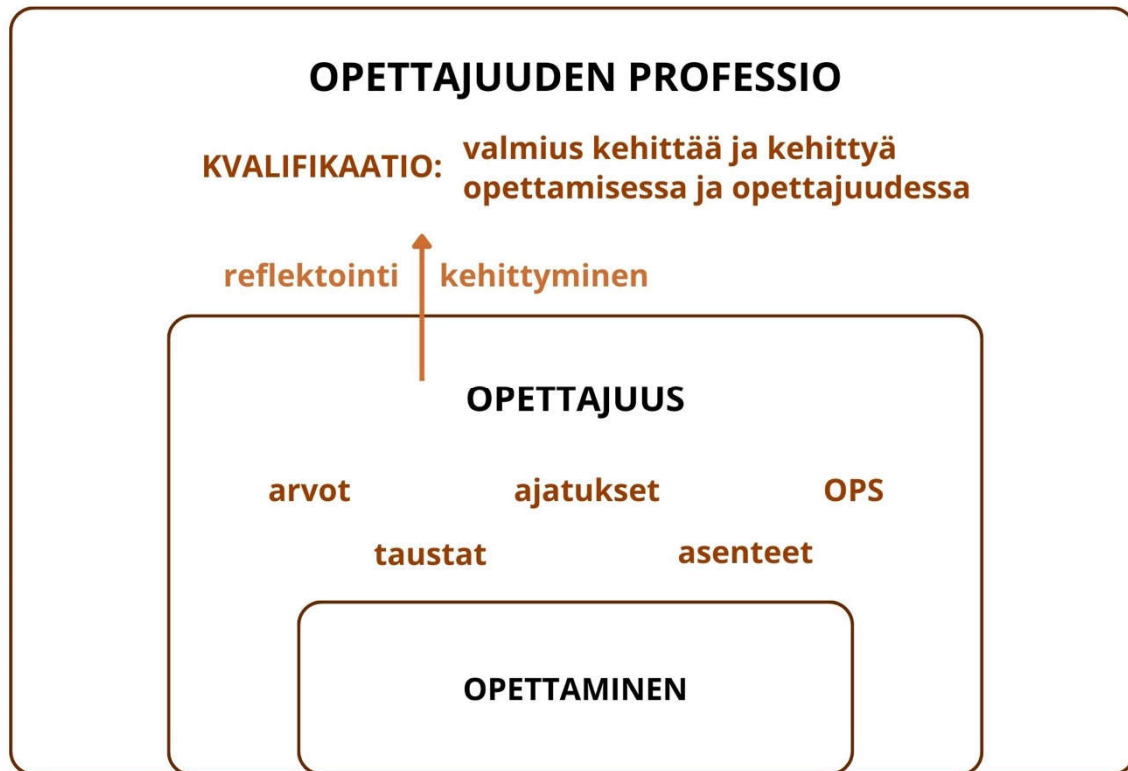 OPETTAJUUDEN PROFESSIO
KVALIFIKAATIO:
valmius kehittää ja kehittyä
opettamisessa ja opettajuudessa
reflektointi
kehittyminen
OPETTAJUUS
arvot
ajatukset
OPS
taustat
asenteet
OPETTAMINEN